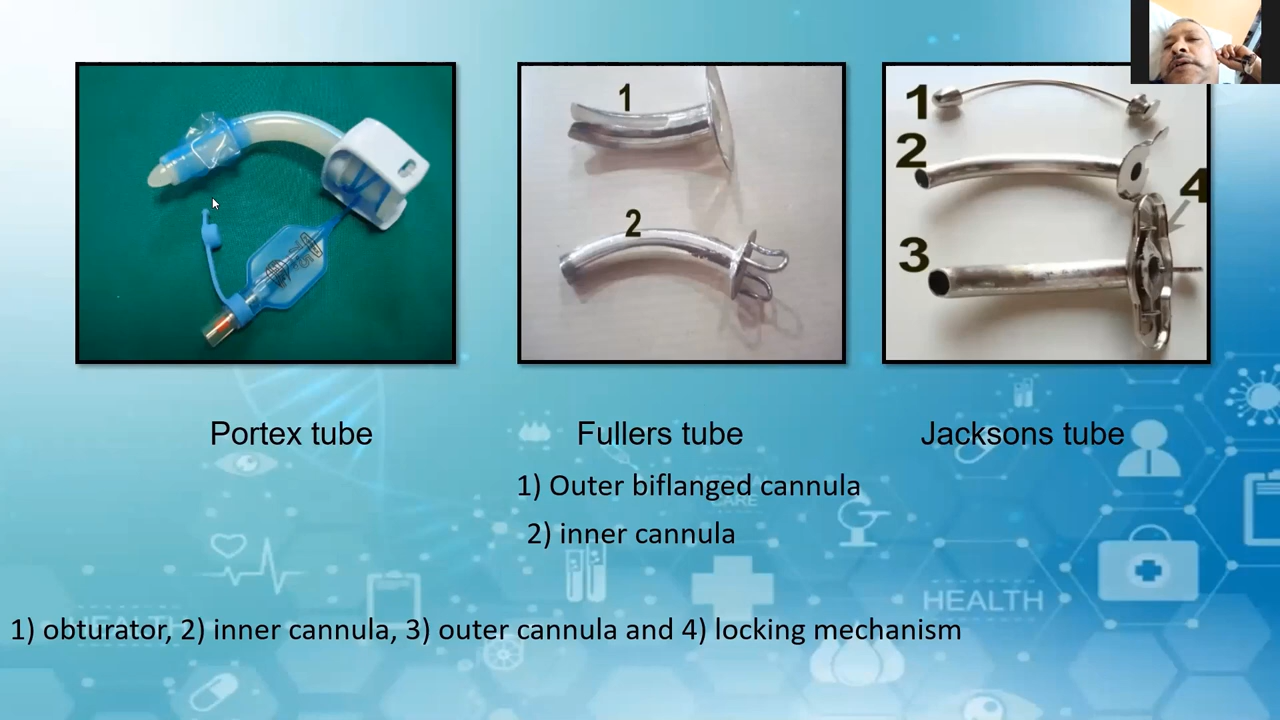 1
2
1
2
3
4
Portex tube
Fullers tube
Jacksons tube
1) Outer biflanged cannula
CARE
2) inner cannula
HEALTH
1) obturator, 2) inner cannula, 3) outer cannula and 4) locking mechanism